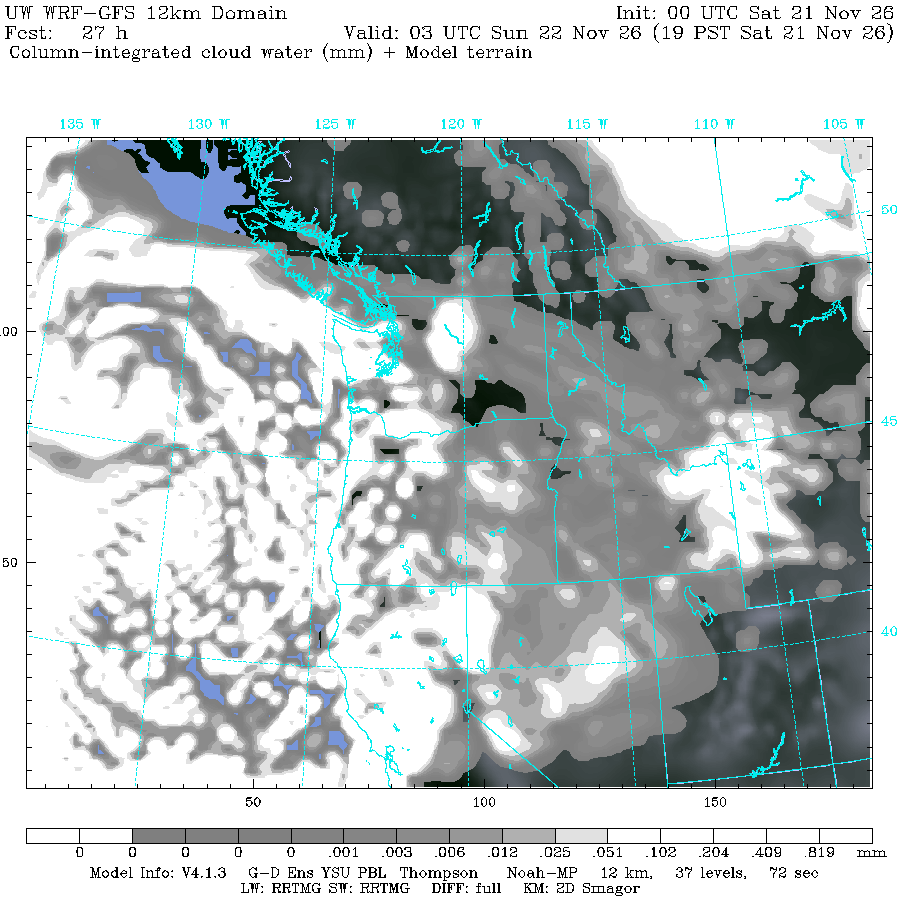 UW WRF-GFS 12km Domain Init: 00 UTC Sat 21 Nov 26
Fcst: 27 h Valid: 03 UTC Sun 22 Nov 26 (19 PST Sat 21 Nov 26)
Column-integrated cloud water (mm) + Model terrain
135 W 130 W 125 W 120 W 115 W 110 W 105 W
50
00
45
50
40
50 100 150
0 0 0 0 .001 .003 .006 .012 .025 .051 .102 .204 .409 .819 mm
Model Info: V4.1.3 G-D Ens YSU PBL Thompson Noah-MP 12 km, 37 levels, 72 sec
LW: RRTMG SW: RRTMG DIFF: full KM: 2D Smagor